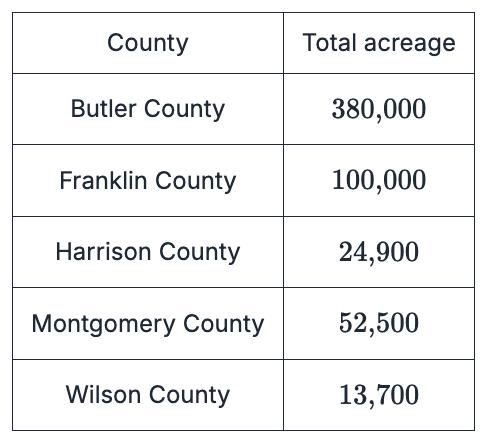 County Total acreage
Butler County 380,000
Franklin County 100,000
Harrison County 24,900
Montgomery County 52,500
Wilson County 13,700